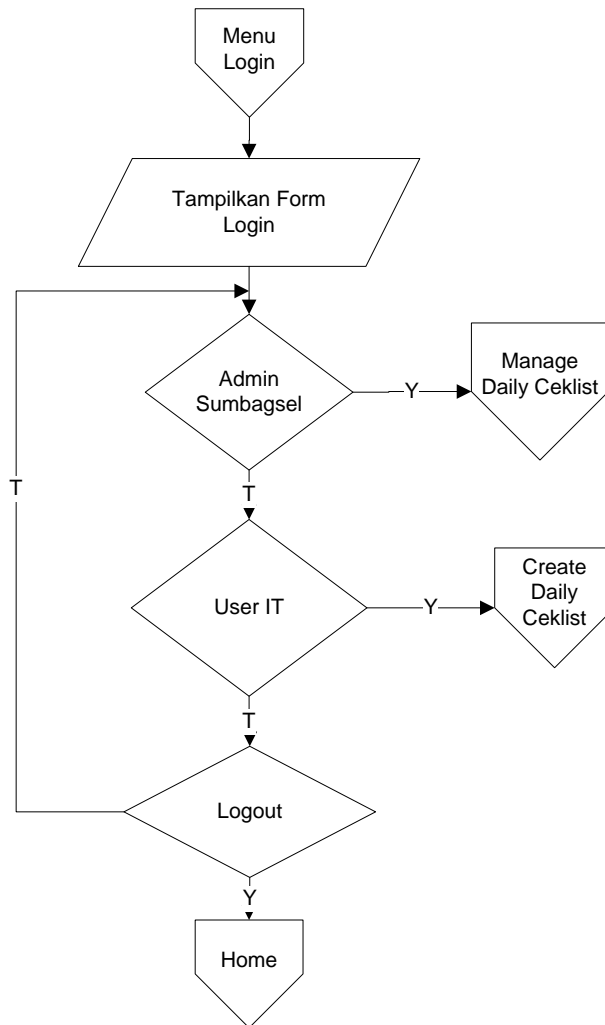 Menu
Login
Tampilkan Form
Login
Admin
Sumbagsel
Y
Manage
Daily Ceklist
T
T
User IT
Y
Create
Daily
Ceklist
T
Logout
Y
Home